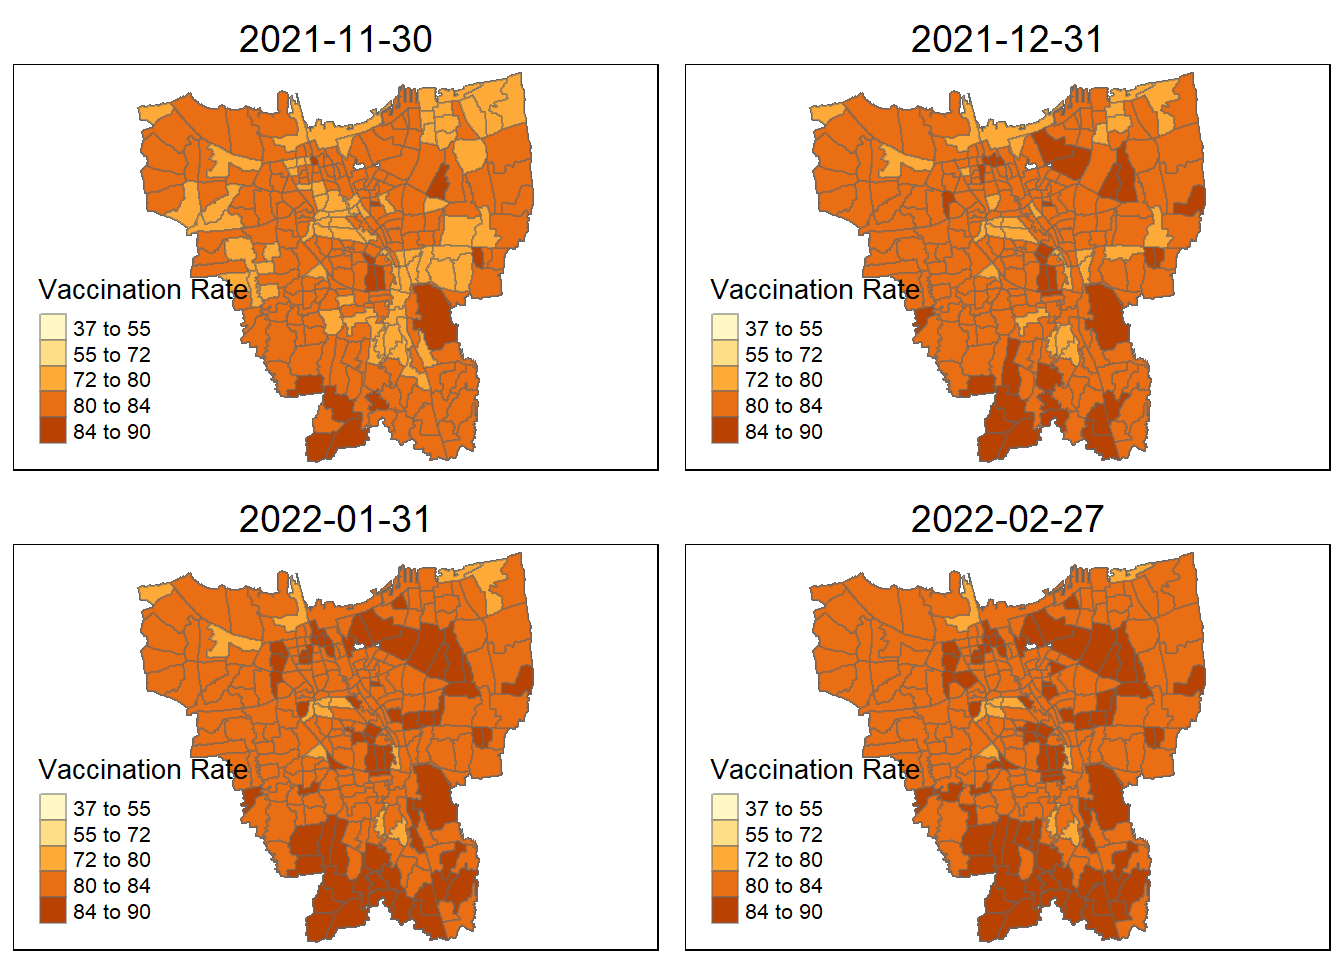 2021-11-30
Vaccination Rate
37 to 55
55 to 72
72 to 80
80 to 84
84 to 90
2021-12-31
Vaccination Rate
37 to 55
55 to 72
72 to 80
80 to 84
84 to 90
2022-01-31
Vaccination Rate
37 to 55
55 to 72
72 to 80
80 to 84
84 to 90
2022-02-27
Vaccination Rate
37 to 55
55 to 72
72 to 80
80 to 84
84 to 90